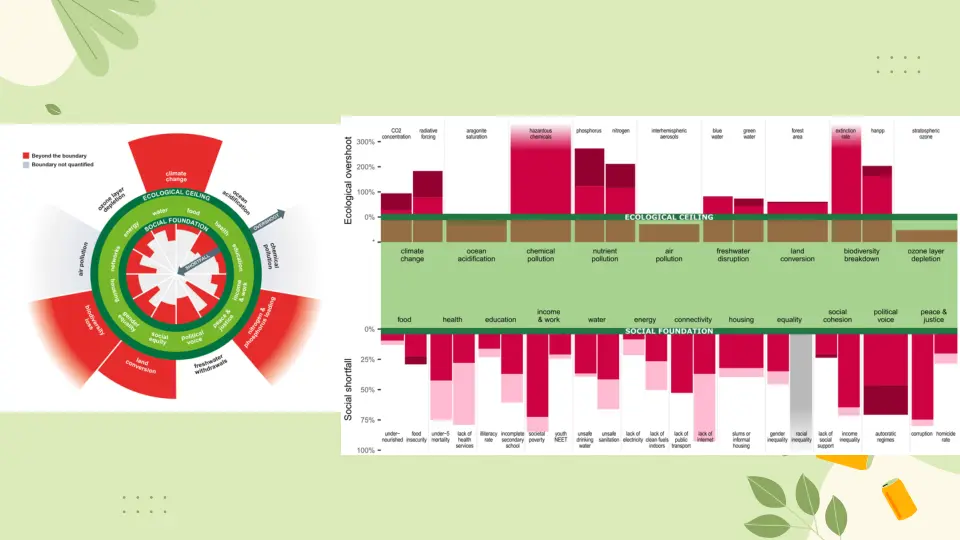 Beyond the boundary
Boundary not quantified
climate
change
ozone layer
depletion
ocean
acidification
ECOLOGICAL CEILING
OVERSHOOT
water
food
energy
health
SOCIAL FOUNDATION
networks
education
SHORTFALL
air pollution
chemical
pollution
housing
income
& work
gender
equality
peace &
justice
social
equity
political
voice
biodiversity
loss
nitrogen &
phosphorus loading
land
conversion
freshwater
withdrawals
Ecological overshoot
CO2
concentration
radiative
forcing
aragonite
saturation
hazardous
chemicals
phosphorus
nitrogen
interhemispheric
aerosols
blue
water
green
water
forest
area
extinction
rate
hanpp
stratospheric
ozone
300%
200%
100%
0%
-
ECOLOGICAL CEILING
climate
change
ocean
acidification
chemical
pollution
nutrient
pollution
air
pollution
freshwater
disruption
land
conversion
biodiversity
breakdown
ozone layer
depletion
food
health
education
income
& work
water
energy
connectivity
housing
equality
social
cohesion
political
voice
peace &
justice
SOCIAL FOUNDATION
Social shortfall
0%
25%
50%
75%
100%
under-
nourished
food
insecurity
under-5
mortality
lack of
health
services
illiteracy
rate
incomplete
secondary
school
societal
poverty
youth
NEET
unsafe
drinking
water
unsafe
sanitation
lack of
electricity
lack of
clean fuels
indoors
lack of
public
transport
lack of
internet
slums or
informal
housing
gender
inequality
racial
inequality
lack of
social
support
income
inequality
autocratic
regimes
corruption
homicide
rate